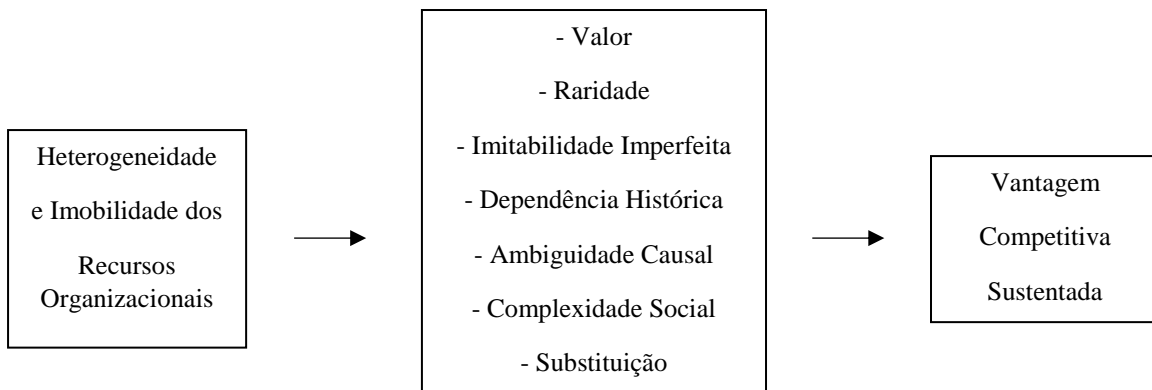 Heterogeneidade
e Imobilidade dos
Recursos
Organizacionais
- Valor
- Raridade
- Imitabilidade Imperfeita
- Dependência Histórica
- Ambiguidade Causal
- Complexidade Social
- Substituição
Vantagem
Competitiva
Sustentada